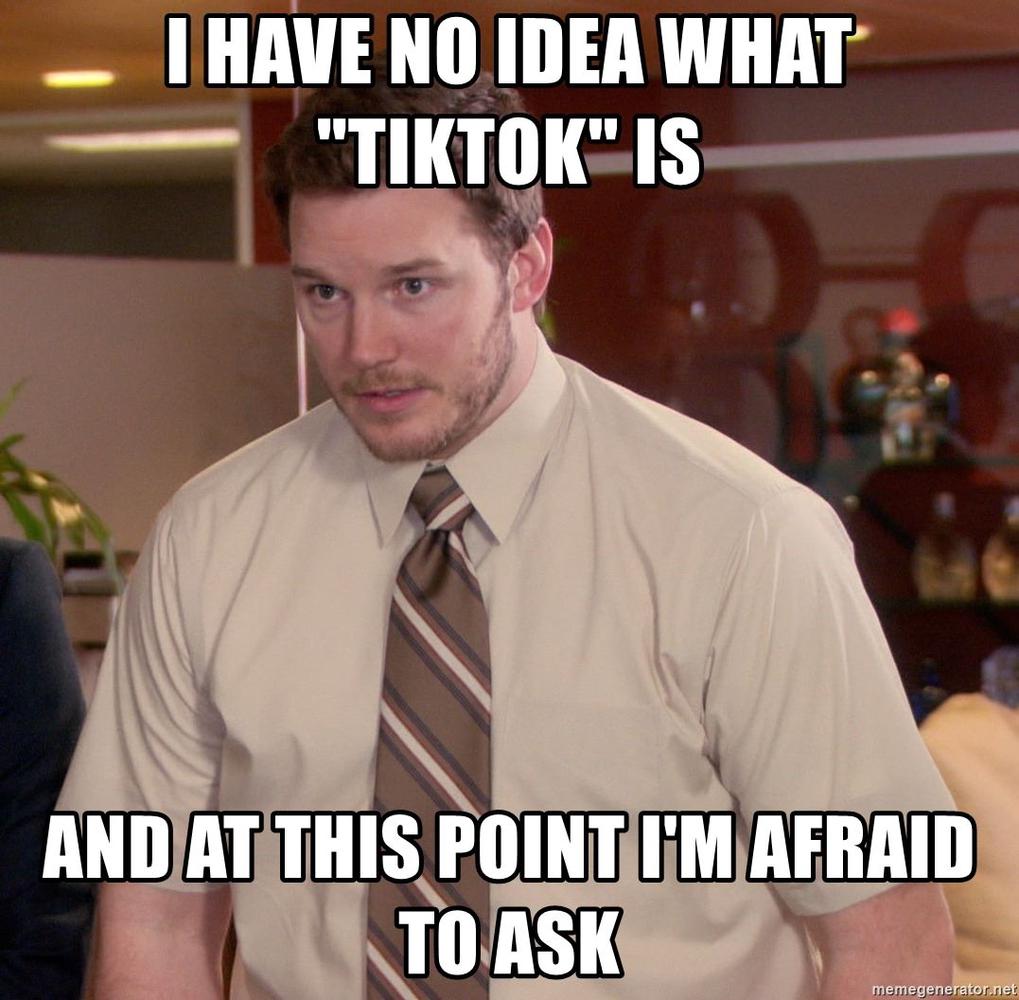 I HAVE NO IDEA WHAT
"TIKTOK" IS
AND AT THIS POINT I'M AFRAID
TO ASK
memegenerator.net